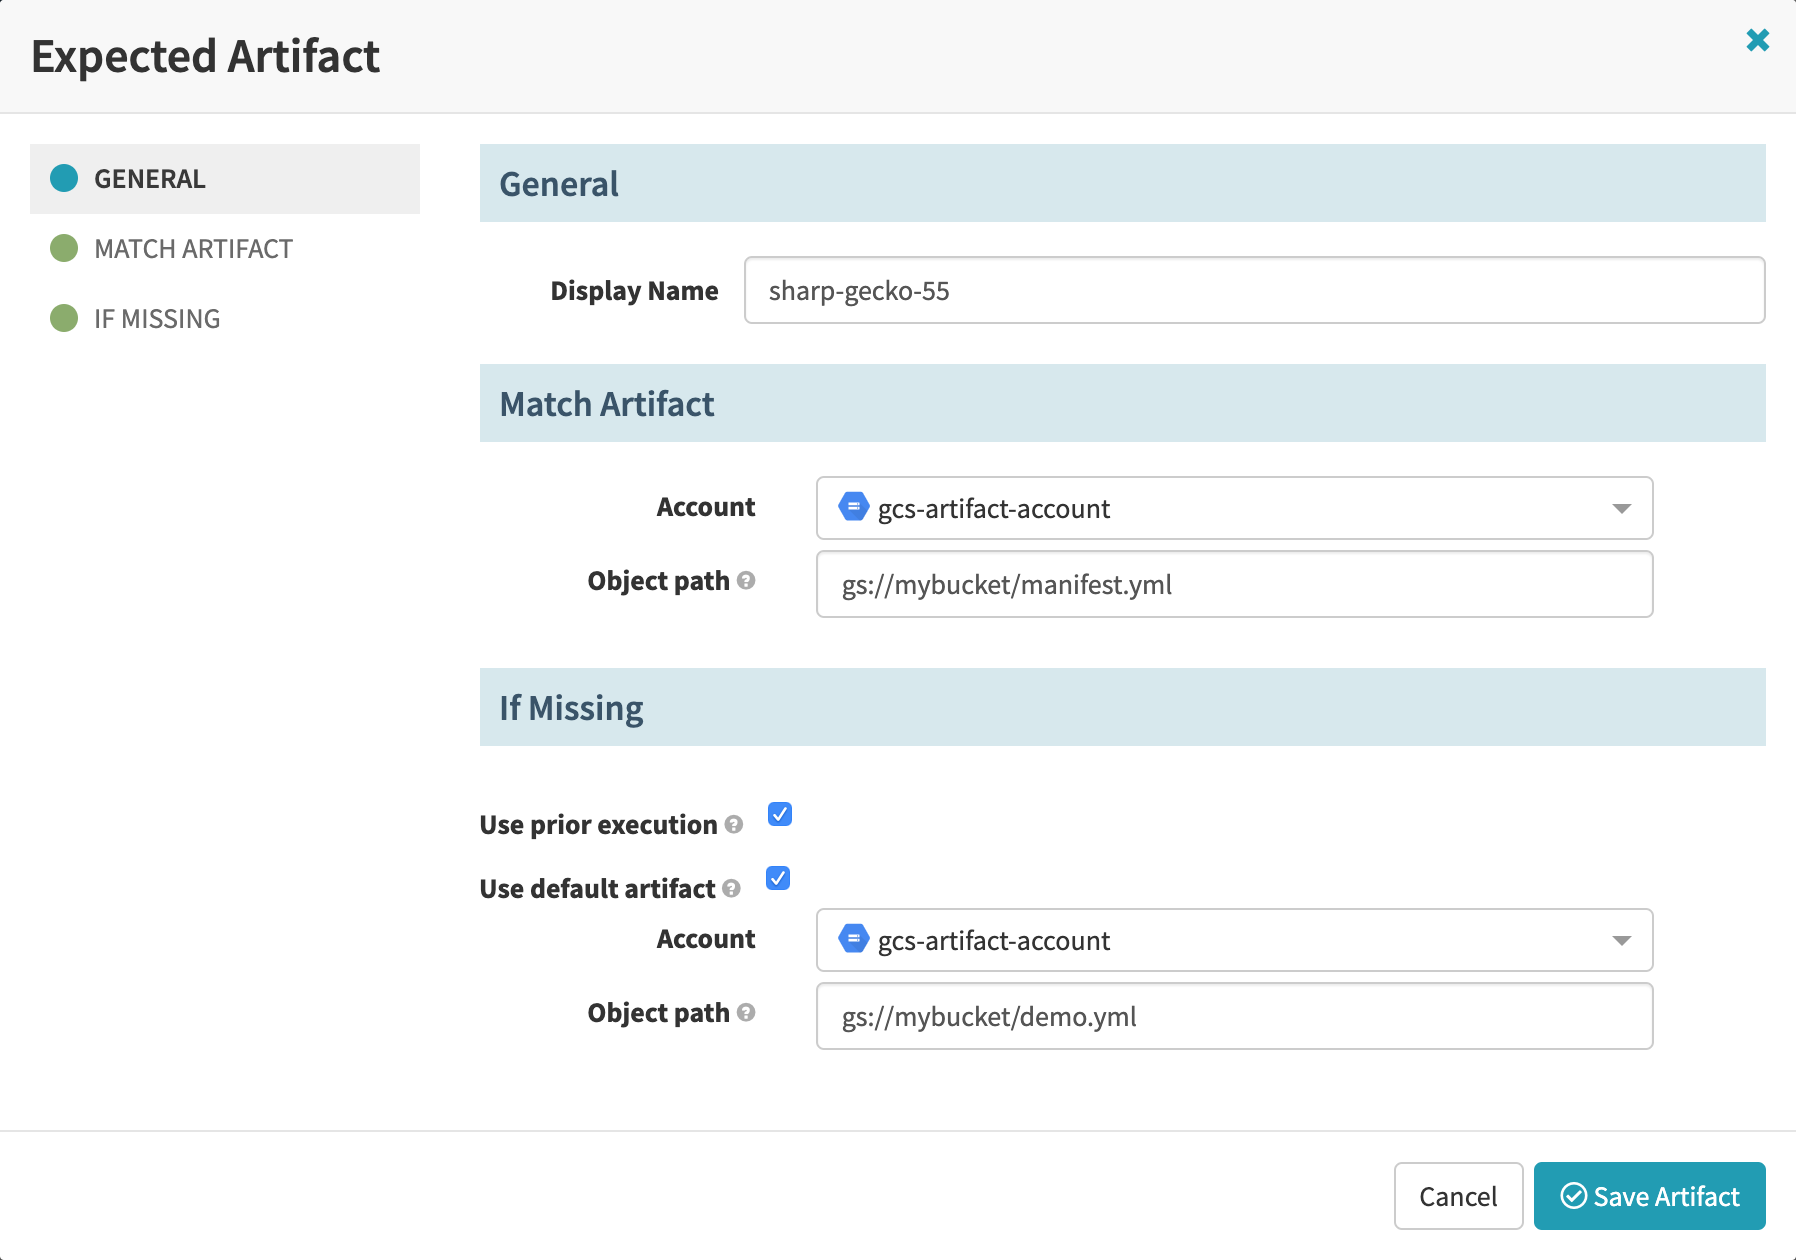 Expected Artifact
GENERAL
MATCH ARTIFACT
IF MISSING
General
Display Name sharp-gecko-55
Match Artifact
Account gcs-artifact-account
Object path ? gs://mybucket/manifest.yml
If Missing
Use prior execution ?
Use default artifact ?
Account gcs-artifact-account
Object path ? gs://mybucket/demo.yml
Cancel Save Artifact